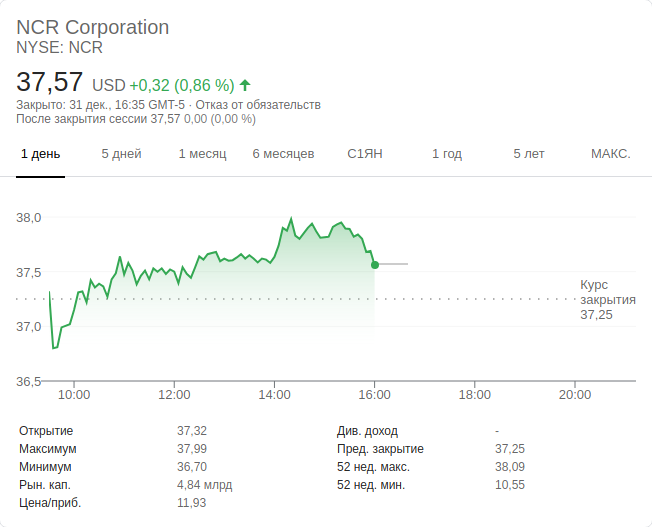 NCR Corporation
NYSE: NCR
37,57 USD +0,32 (0,86 %)
Закрыто: 31 дек., 16:35 GMT-5 · Отказ от обязательств
После закрытия сессии 37,57 0,00 (0,00 %)
1 день 5 дней 1 месяц 6 месяцев С1ЯН 1 год 5 лет МАКС.
38,0
37,5
37,0
36,5
Курс
закрытия
37,25
10:00 12:00 14:00 16:00 18:00 20:00
Открытие 37,32 Див. доход -
Максимум 37,99 Пред. закрытие 37,25
Минимум 36,70 52 нед. макс. 38,09
Рын. кап. 4,84 млрд 52 нед. мин. 10,55
Цена/приб. 11,93